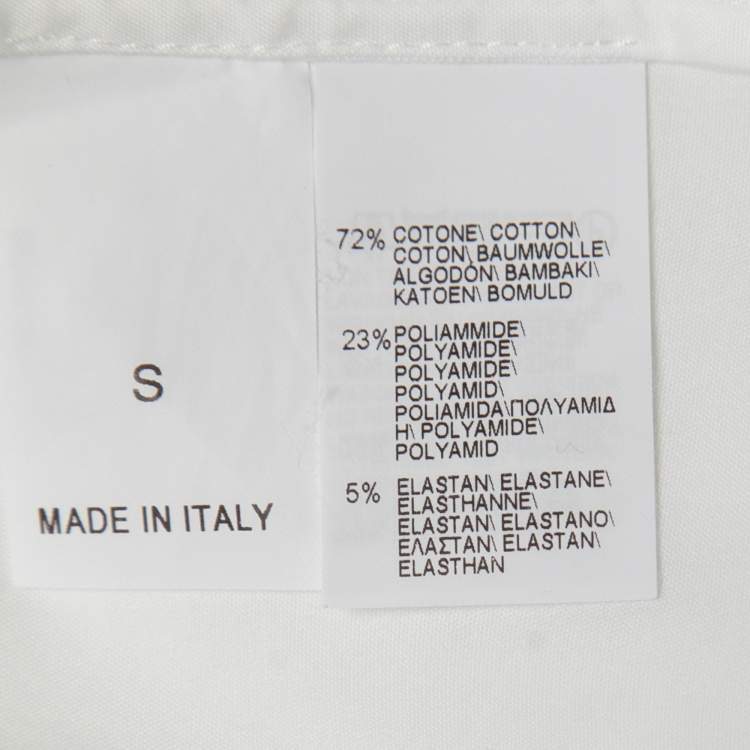 S
MADE IN ITALY
72% COTONE\ COTTON\
COTON\ BAUMWOLLE\
ALGODÓN\ BAMBAKI\
KATOEN\ BOMULD
23% POLIAMMIDE\
POLYAMIDE\
POLYAMIDE\
POLYAMID\
POLIAMIDA\ΠΟΛΥΑΜΙΔ
Η\ POLYAMIDE\
POLYAMID
5% ELASTAN\ ELASTANE\
ELASTHANNE\
ELASTAN\ ELASTANO\
ΕΛΑΣΤΑΝ\ ELASTAN\
ELASTHAN